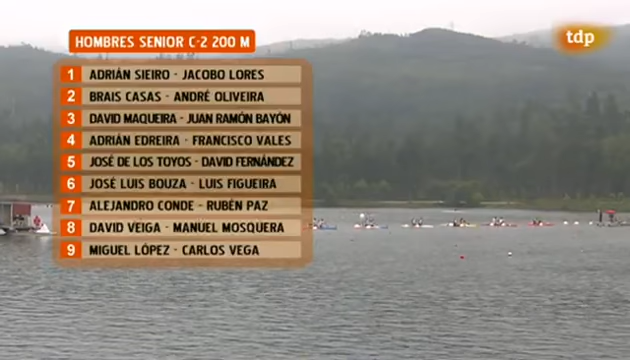 tdp
HOMBRES SENIOR C-2 200 M
1 ADRIÁN SIEIRO - JACOBO LORES
2 BRAIS CASAS - ANDRÉ OLIVEIRA
3 DAVID MAQUEIRA - JUAN RAMÓN BAYÓN
4 ADRIÁN EDREIRA - FRANCISCO VALES
5 JOSÉ DE LOS TOYOS - DAVID FERNÁNDEZ
6 JOSÉ LUIS BOUZA - LUIS FIGUEIRA
7 ALEJANDRO CONDE - RUBÉN PAZ
8 DAVID VEIGA - MANUEL MOSQUERA
9 MIGUEL LÓPEZ - CARLOS VEGA